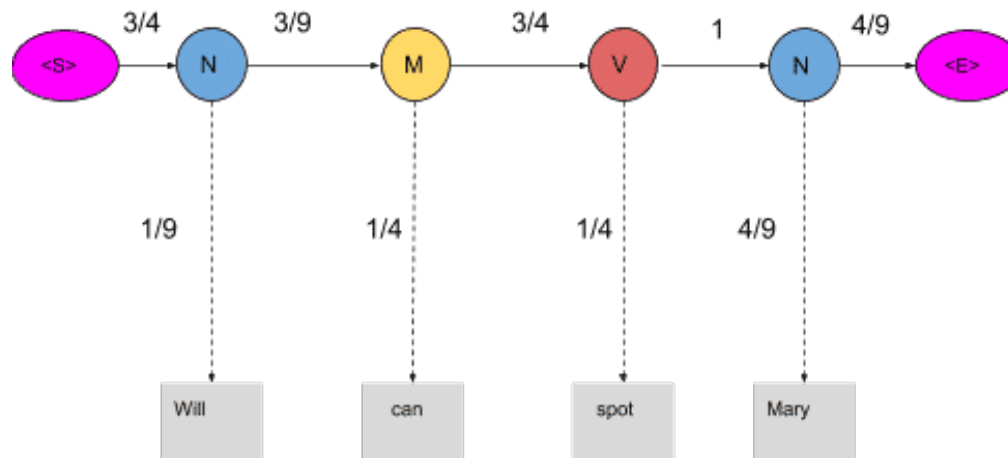 3/4 3/9 3/4 1 4/9
<S> N M V N <E>
1/9 1/4 1/4 4/9
Will can spot Mary